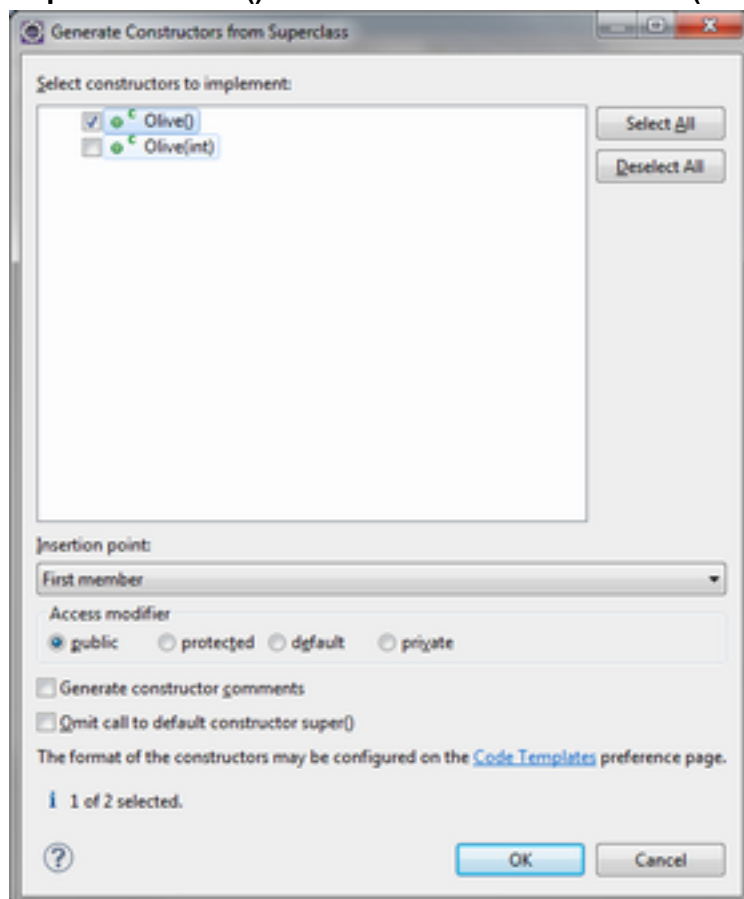 Generate Constructors from Superclass
Select constructors to implement:
Olive()
Select All
Olive(int)
Deselect All
Insertion point:
First member
Access modifier
public protected default private
Generate constructor comments
Omit call to default constructor super()
The format of the constructors may be configured on the Code Templates preference page.
i 1 of 2 selected.
? OK Cancel